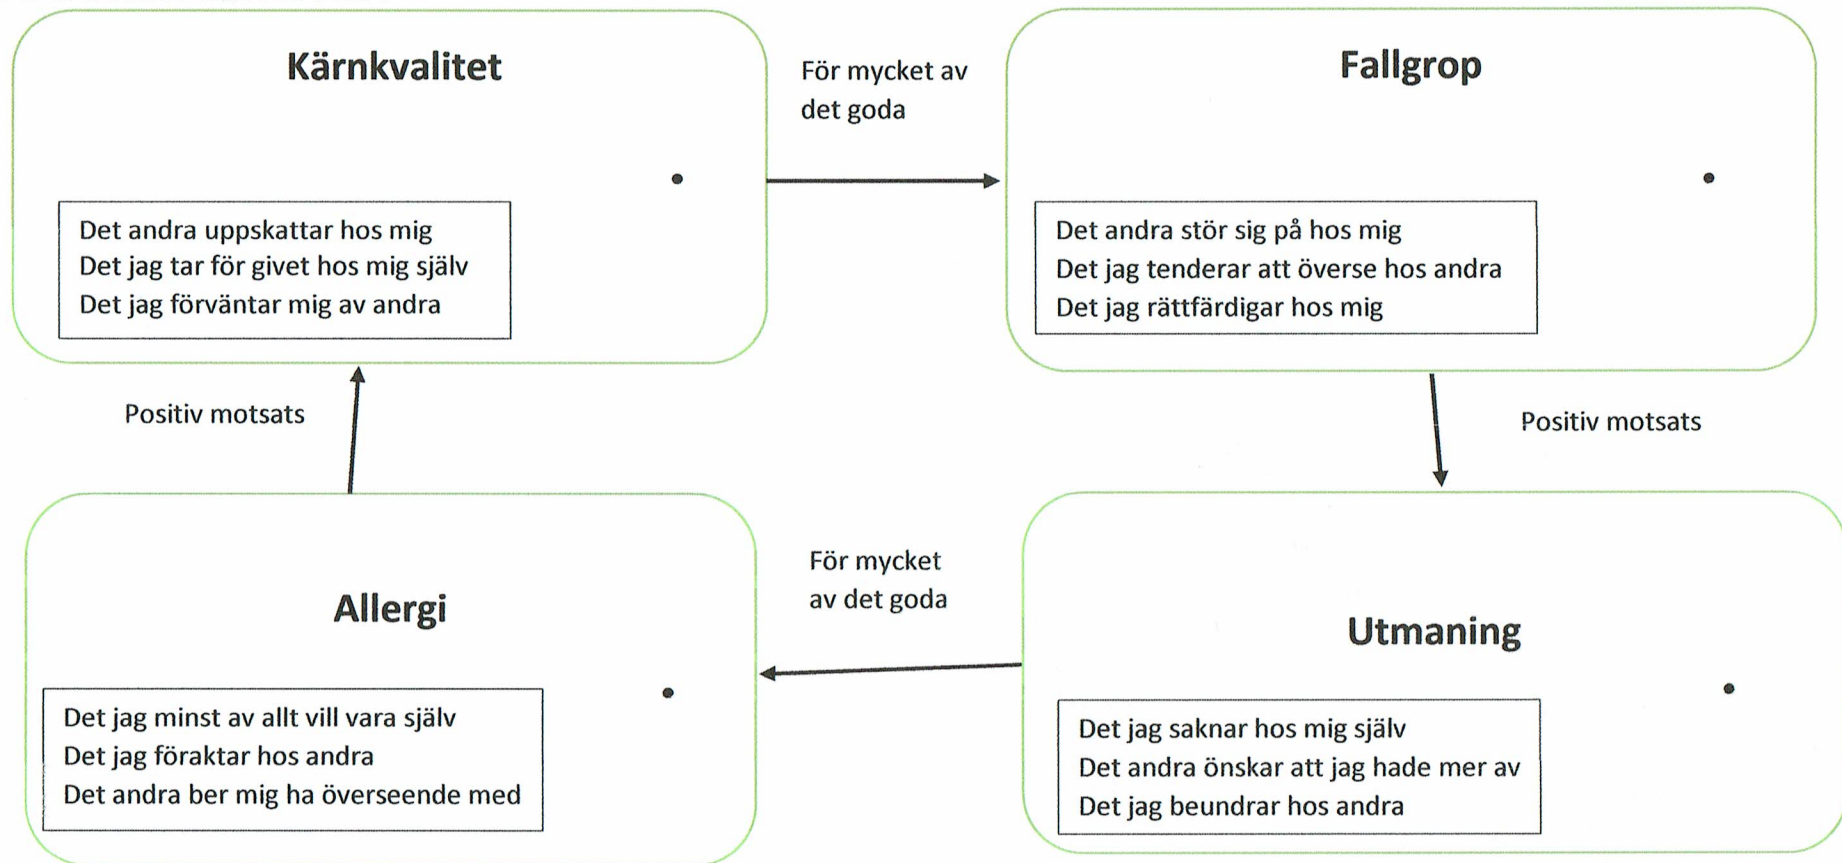 Kärnkvalitet
Det andra uppskattar hos mig
Det jag tar för givet hos mig själv
Det jag förväntar mig av andra
För mycket av
det goda
Fallgrop
Det andra stör sig på hos mig
Det jag tenderar att överse hos andra
Det jag rättfärdigar hos mig
Positiv motsats
Positiv motsats
Allergi
Det jag minst av allt vill vara själv
Det jag föraktar hos andra
Det andra ber mig ha överseende med
För mycket
av det goda
Utmaning
Det jag saknar hos mig själv
Det andra önskar att jag hade mer av
Det jag beundrar hos andra